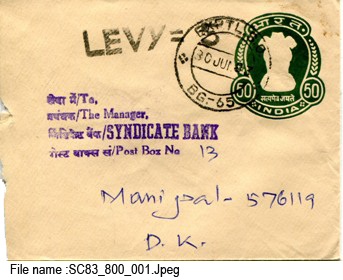 LEVY=
भारत
30 JUL
BG-65
50 50
सत्यमेव जयते
INDIA
सेवा में/To,
प्रबंधक/The Manager,
सिंडिकेट बैंक/SYNDICATE BANK
पोस्ट बाक्स सं/Post Box No 13
Manipal- 576119
D. K.
File name :SC83_800_001.Jpeg